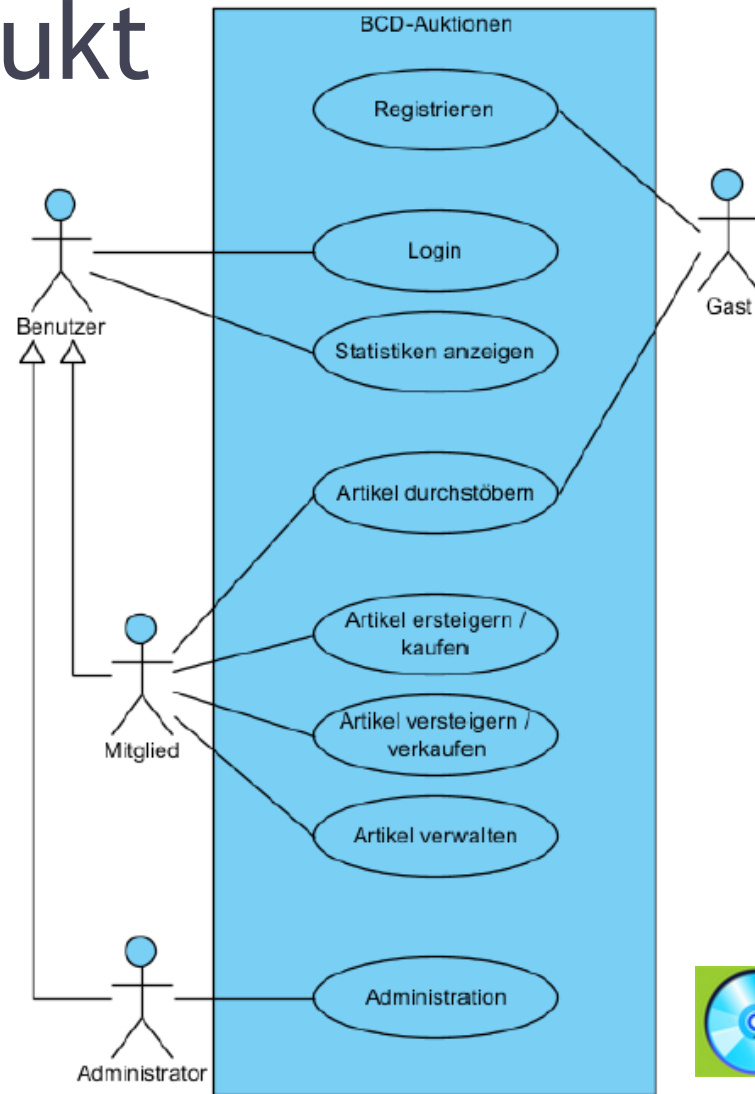 ukt
BCD-Auktionen
Registrieren
Login
Gast
Benutzer
Statistiken anzeigen
Artikel durchstöbern
Artikel ersteigern /
kaufen
Artikel versteigern /
verkaufen
Mitglied
Artikel verwalten
Administration
Administrator